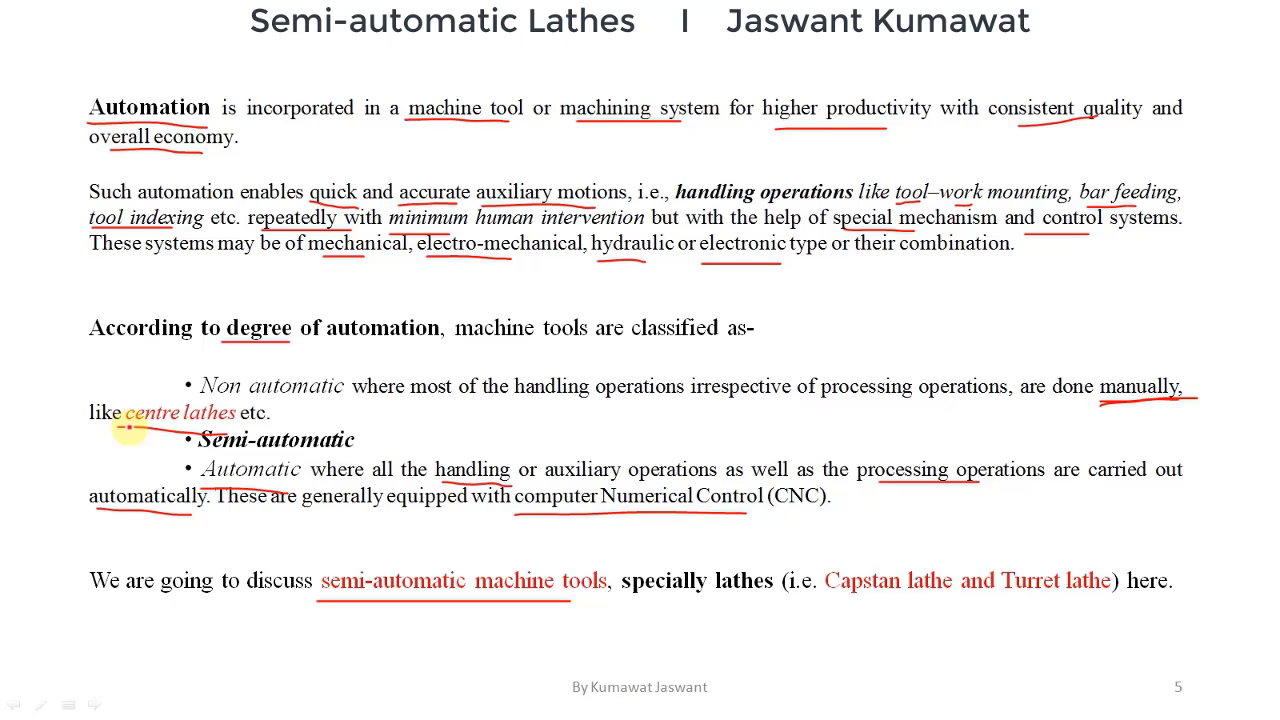 Semi-automatic Lathes I Jaswant Kumawat
Automation is incorporated in a machine tool or machining system for higher productivity with consistent quality and
overall economy.
Such automation enables quick and accurate auxiliary motions, i.e., handling operations like tool–work mounting, bar feeding,
tool indexing etc. repeatedly with minimum human intervention but with the help of special mechanism and control systems.
These systems may be of mechanical, electro-mechanical, hydraulic or electronic type or their combination.
According to degree of automation, machine tools are classified as-
• Non automatic where most of the handling operations irrespective of processing operations, are done manually,
like centre lathes etc.
• Semi-automatic
• Automatic where all the handling or auxiliary operations as well as the processing operations are carried out
automatically. These are generally equipped with computer Numerical Control (CNC).
We are going to discuss semi-automatic machine tools, specially lathes (i.e. Capstan lathe and Turret lathe) here.
By Kumawat Jaswant 5